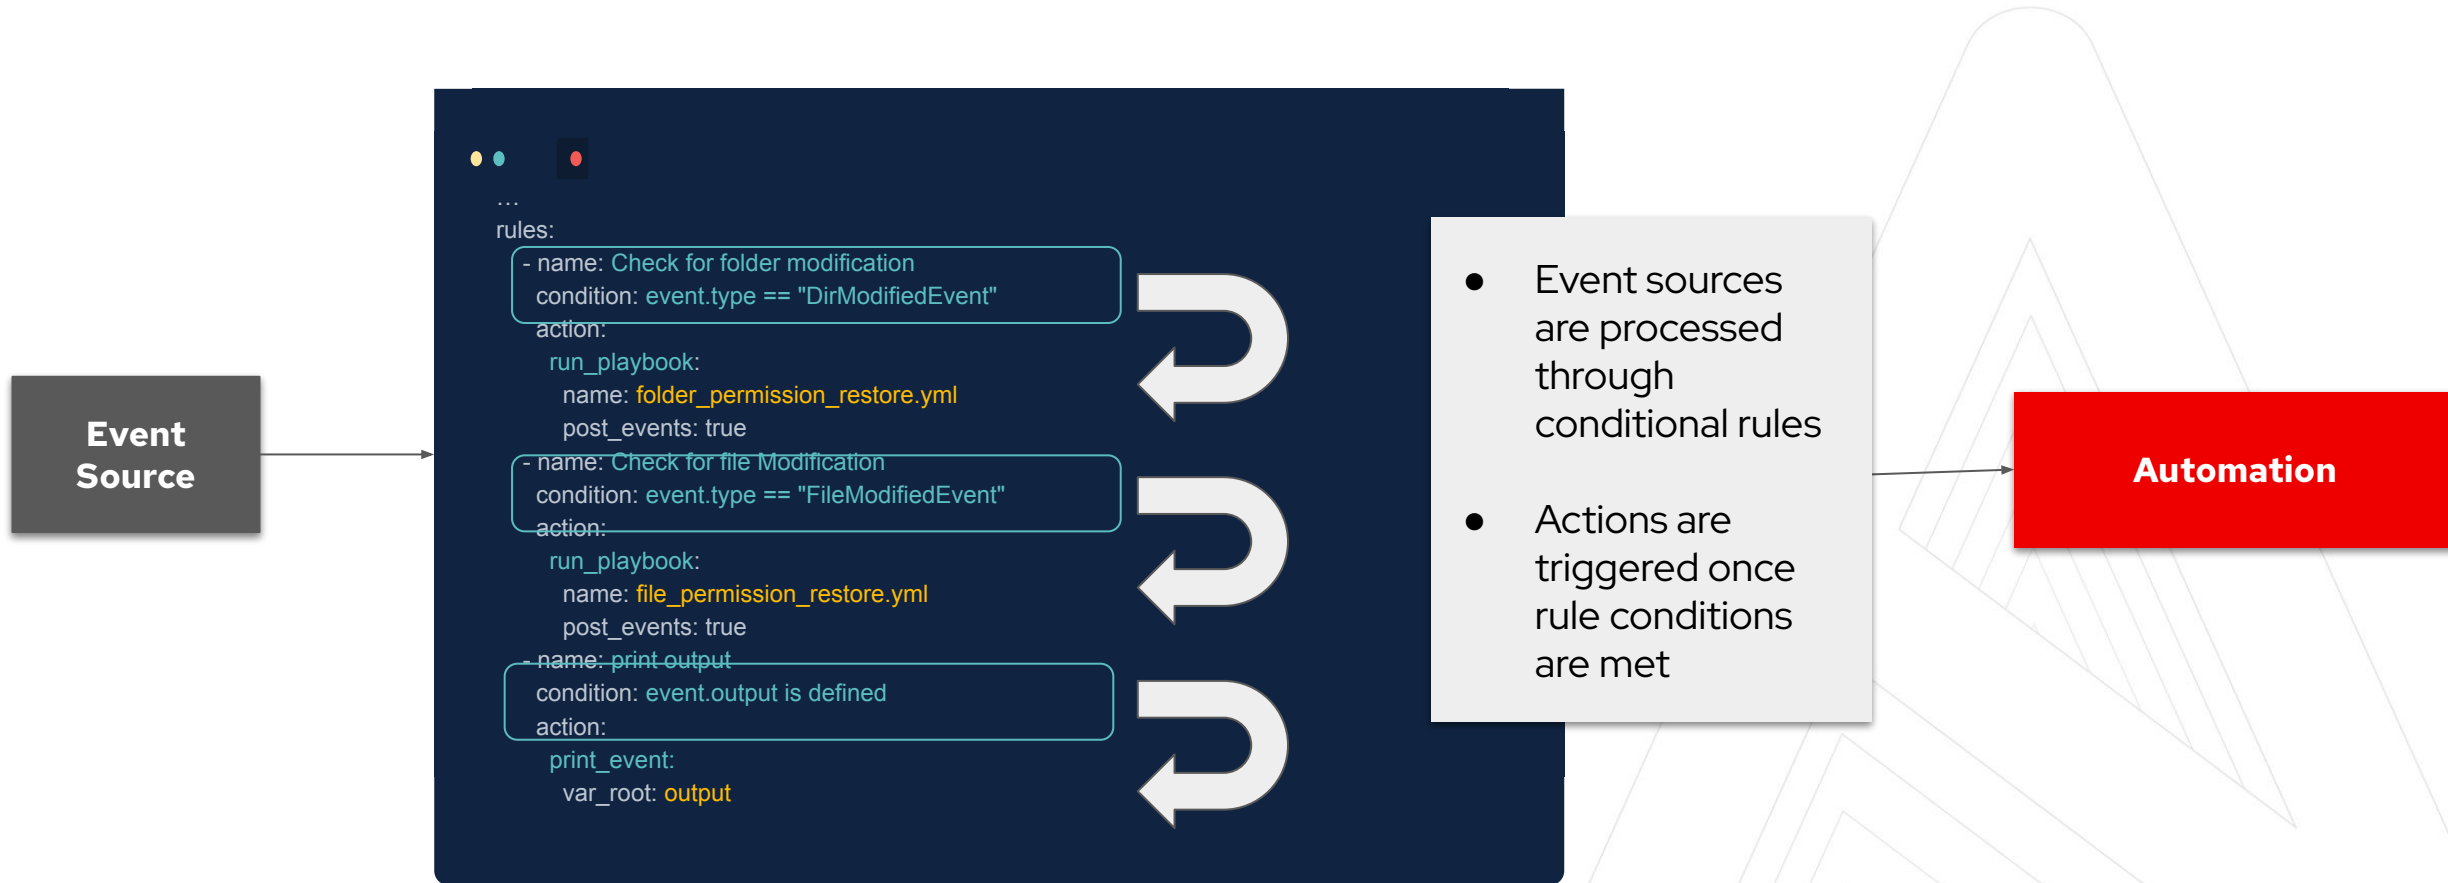 Event
Source
…
rules:
- name: Check for folder modification
condition: event.type == "DirModifiedEvent"
action:
run_playbook:
name: folder_permission_restore.yml
post_events: true
- name: Check for file Modification
condition: event.type == "FileModifiedEvent"
action:
run_playbook:
name: file_permission_restore.yml
post_events: true
- name: print output
condition: event.output is defined
action:
print_event:
var_root: output
● Event sources
are processed
through
conditional rules
● Actions are
triggered once
rule conditions
are met
Automation